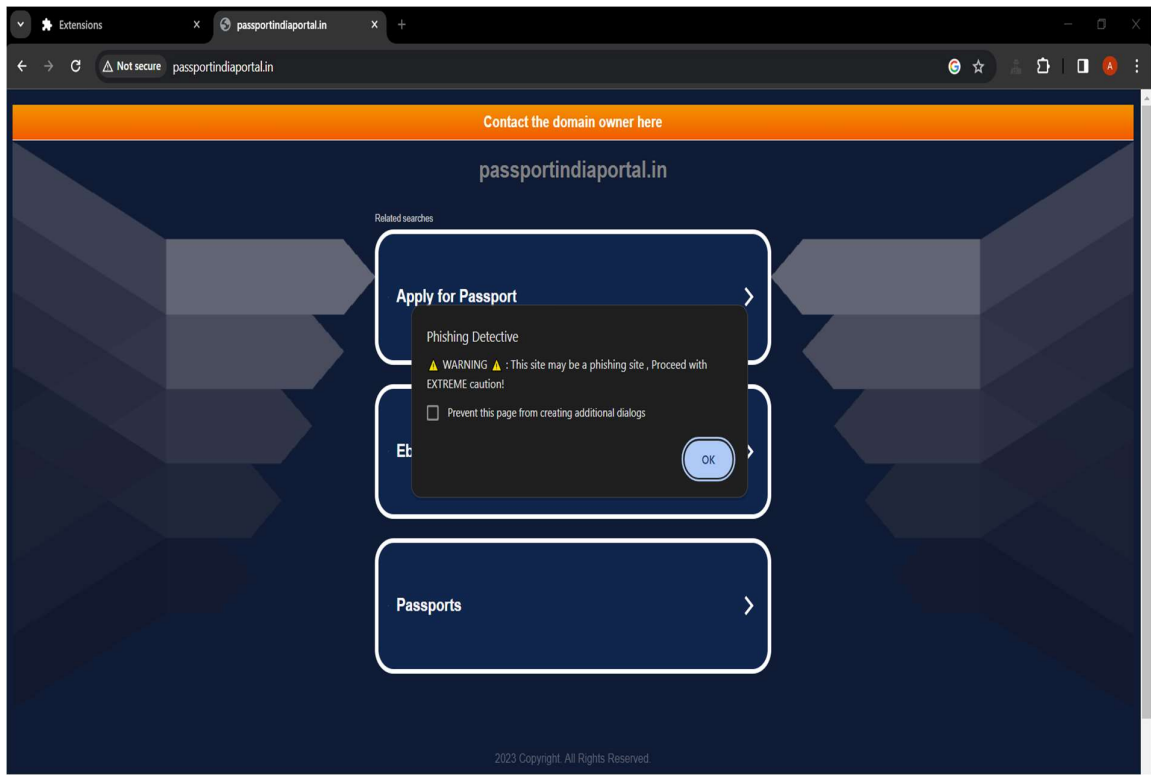 Extensions
passportindiaportal.in
Not secure
passportindiaportal.in
A
Contact the domain owner here
passportindiaportal.in
Related searches
Apply for Passport
Phishing Detective
WARNING : This site may be a phishing site , Proceed with
EXTREME caution!
Prevent this page from creating additional dialogs
OK
Passports
2023 Copyright. All Rights Reserved.